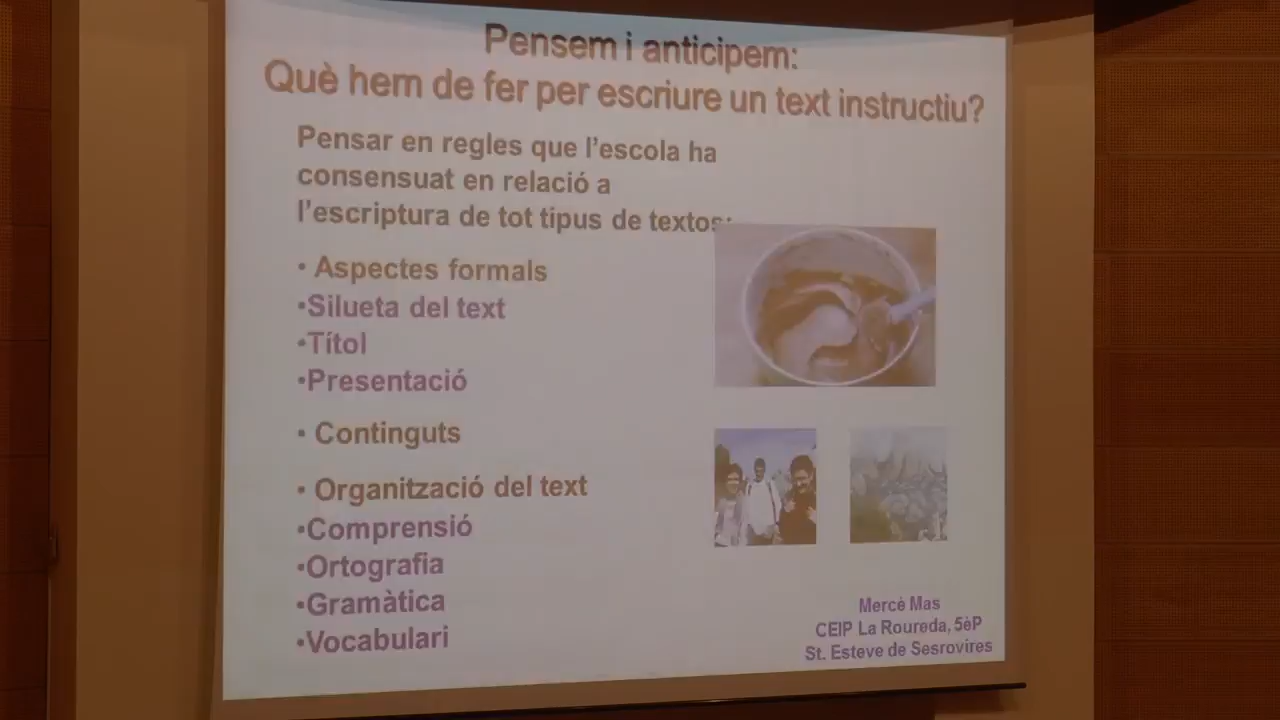 Pensem i anticipem:
Què hem de fer per escriure un text instructiu?
Pensar en regles que l'escola ha
consensuat en relació a
l'escriptura de tot tipus de textos:
• Aspectes formals
•Silueta del text
•Títol
•Presentació
• Continguts
• Organització del text
•Comprensió
•Ortografia
•Gramàtica
•Vocabulari
Mercè Mas
CEIP La Roureda, 5èP
St. Esteve de Sesrovires